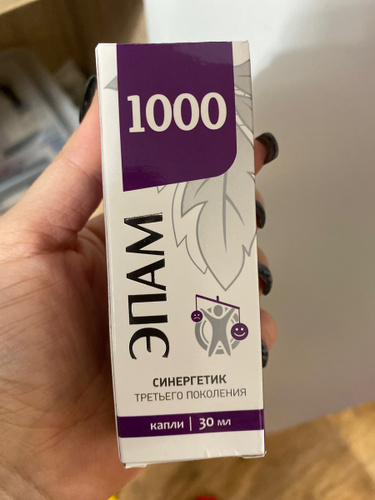 1000
ЭПАМ
СИНЕРГЕТИК
ТРЕТЬЕГО ПОКОЛЕНИЯ
капли | 30 мл